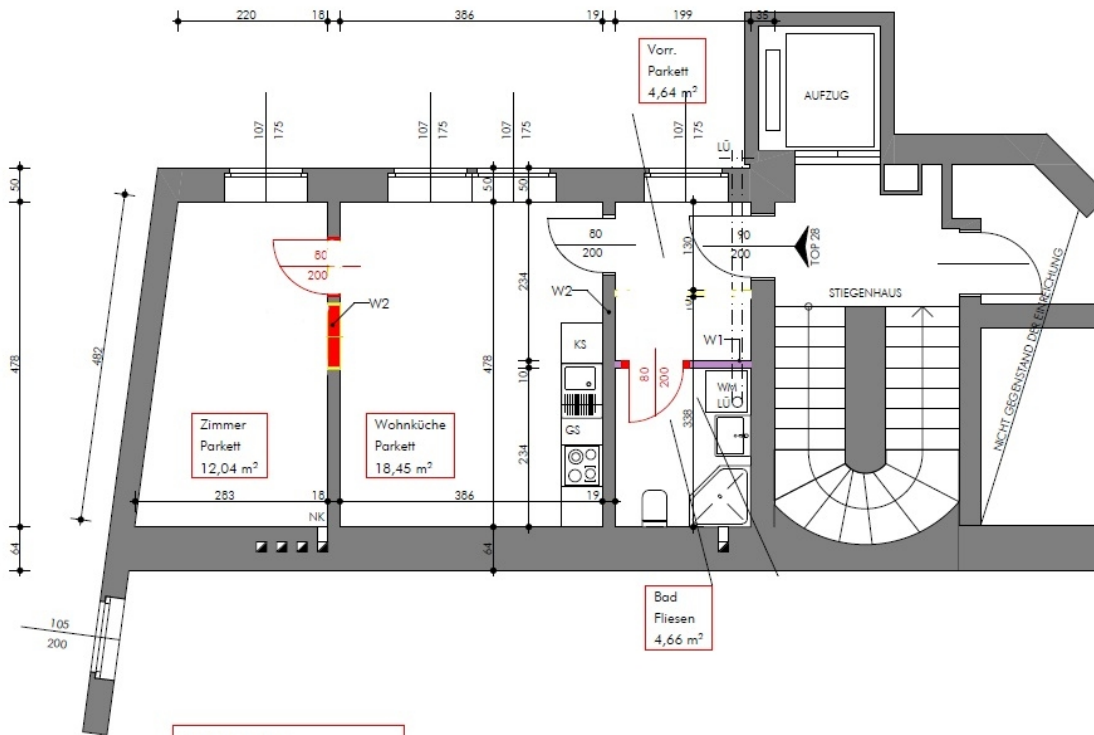 220
18
386
19
199
35
Vorr.
Parkett
4,64 m²
AUFZUG
107
175
107
175
107
175
107
175
LÜ
50
50
50
80
200
80
200
90
200
130
TOP 28
STIEGENHAUS
NICHT GEGENSTAND DER EINREICHUNG
234
W2
W2
KS
W1
482
478
478
10
80
200
WM
LÜ
338
GS
Zimmer
Parkett
12,04 m²
Wohnküche
Parkett
18,45 m²
234
283
18
386
19
NK
64
64
Bad
Fliesen
4,66 m²
105
200